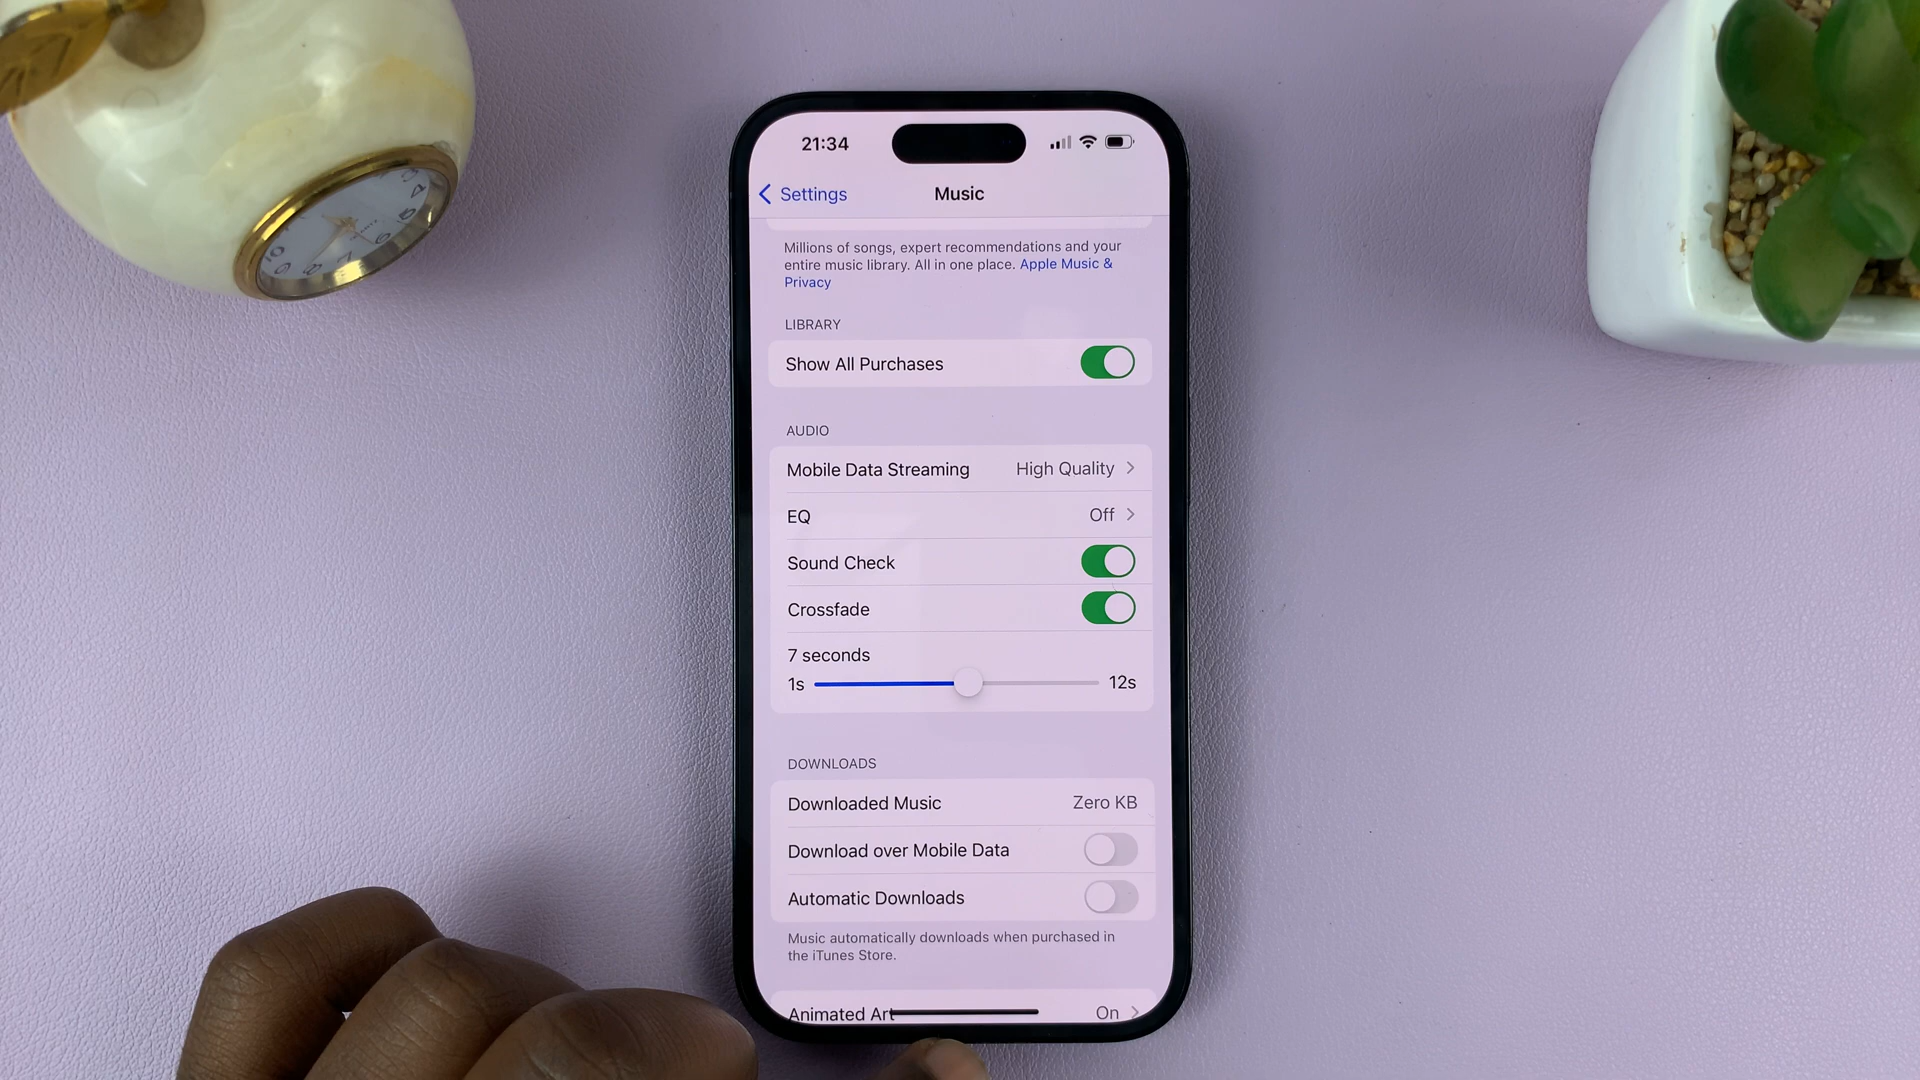 21:34
Settings
Music
Millions of songs, expert recommendations and your
entire music library. All in one place. Apple Music &
Privacy
LIBRARY
Show All Purchases
AUDIO
Mobile Data Streaming High Quality
EQ Off
Sound Check
Crossfade
7 seconds
1s 12s
DOWNLOADS
Downloaded Music Zero KB
Download over Mobile Data
Automatic Downloads
Music automatically downloads when purchased in
the iTunes Store.
Animated Art On